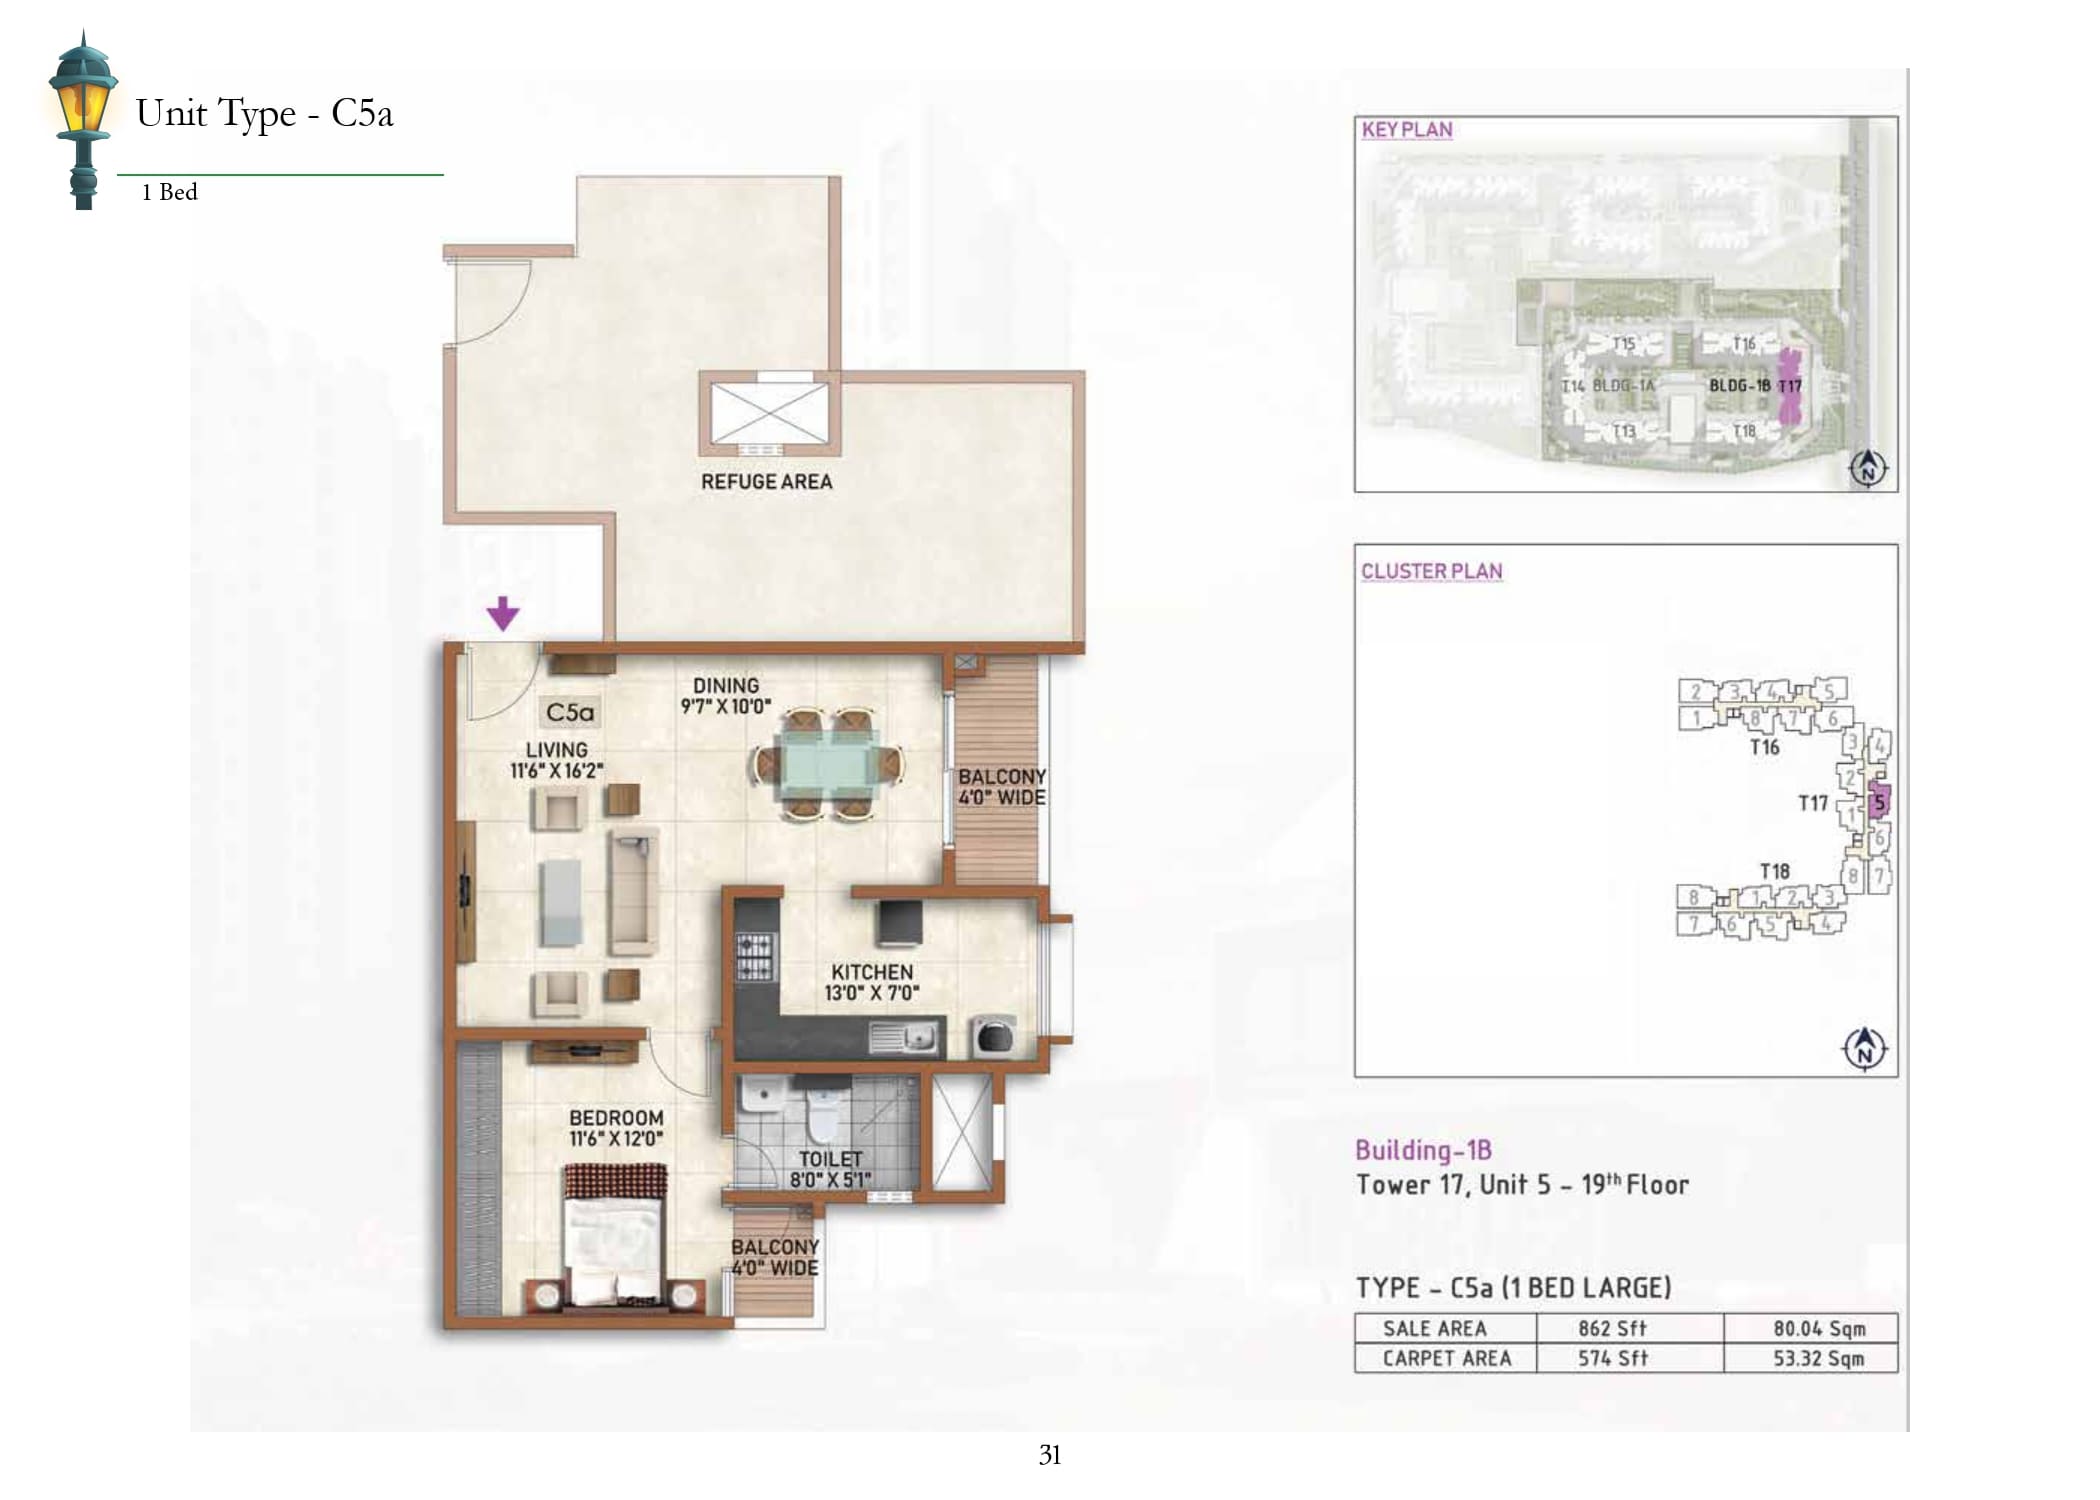 Unit Type - C5a
1 Bed
REFUGE AREA
DINING
9'7" X 10'0"
C5a
LIVING
11'6" X 16'2"
BALCONY
4'0" WIDE
KITCHEN
13'0" X 7'0"
BEDROOM
11'6" X 12'0"
TOILET
8'0" X 5'1"
BALCONY
4'0" WIDE
KEY PLAN
T15
T16
T14 BLDG-1A
BLDG-1B T17
T13
T18
N
CLUSTER PLAN
2 3 4 5
1 8 7 6
T16
3 4
2
T17
1 5
6
T18
8 7
8 1 2 3
7 6 5 4
N
Building-1B
Tower 17, Unit 5 - 19th Floor
TYPE - C5a (1 BED LARGE)
SALE AREA 862 Sft 80.04 Sqm
CARPET AREA 574 Sft 53.32 Sqm
31